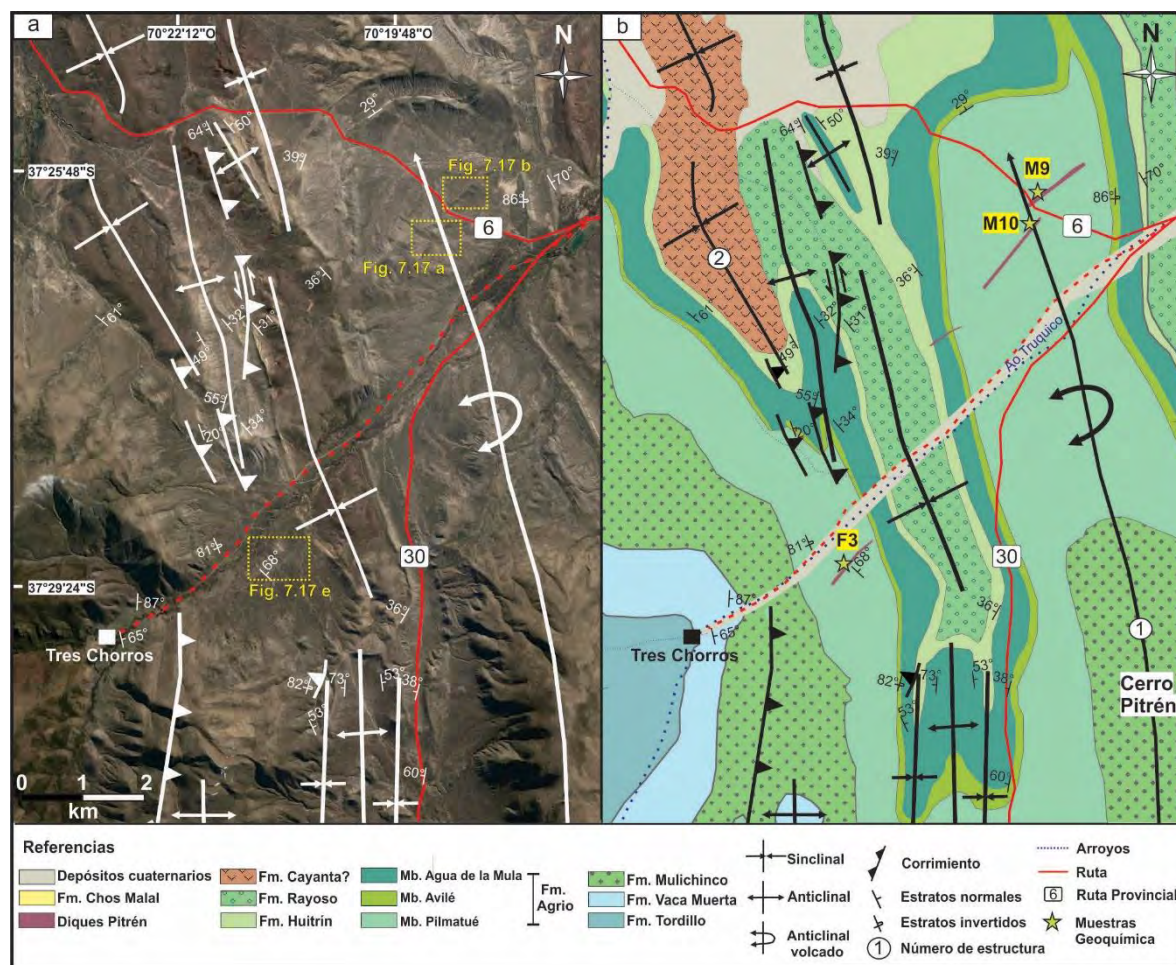 a
70°22'12"O
70°19'48"O
N
29°
64°
50°
39°
37°25'48"S
Fig. 7.17 b
70°
86°
6
Fig. 7.17 a
36°
61°
32°
31°
49°
55°
20°
34°
30
81°
68°
Fig. 7.17 e
37°29'24"S
87°
65°
36°
Tres Chorros
82°
73°
53°
53°
38°
60°
0 1 2
km
b
N
29°
64°
50°
39°
M9
70°
86°
M10
6
2
36°
61°
32°
31°
Ao. Truquico
49°
55°
20°
34°
30
F3
81°
68°
87°
65°
36°
Tres Chorros
1
Cerro
Pitrén
82°
73°
53°
53°
38°
60°
Referencias
Depósitos cuaternarios
Fm. Chos Malal
Diques Pitrén
Fm. Cayanta?
Fm. Rayoso
Fm. Huitrín
Mb. Agua de la Mula
Mb. Avilé
Mb. Pilmatué
Fm.
Agrio
Fm. Mulichinco
Fm. Vaca Muerta
Fm. Tordillo
Sinclinal
Anticlinal
Anticlinal
volcado
Corrimiento
Estratos normales
Estratos invertidos
1 Número de estructura
Arroyos
Ruta
6 Ruta Provincial
Muestras
Geoquímica